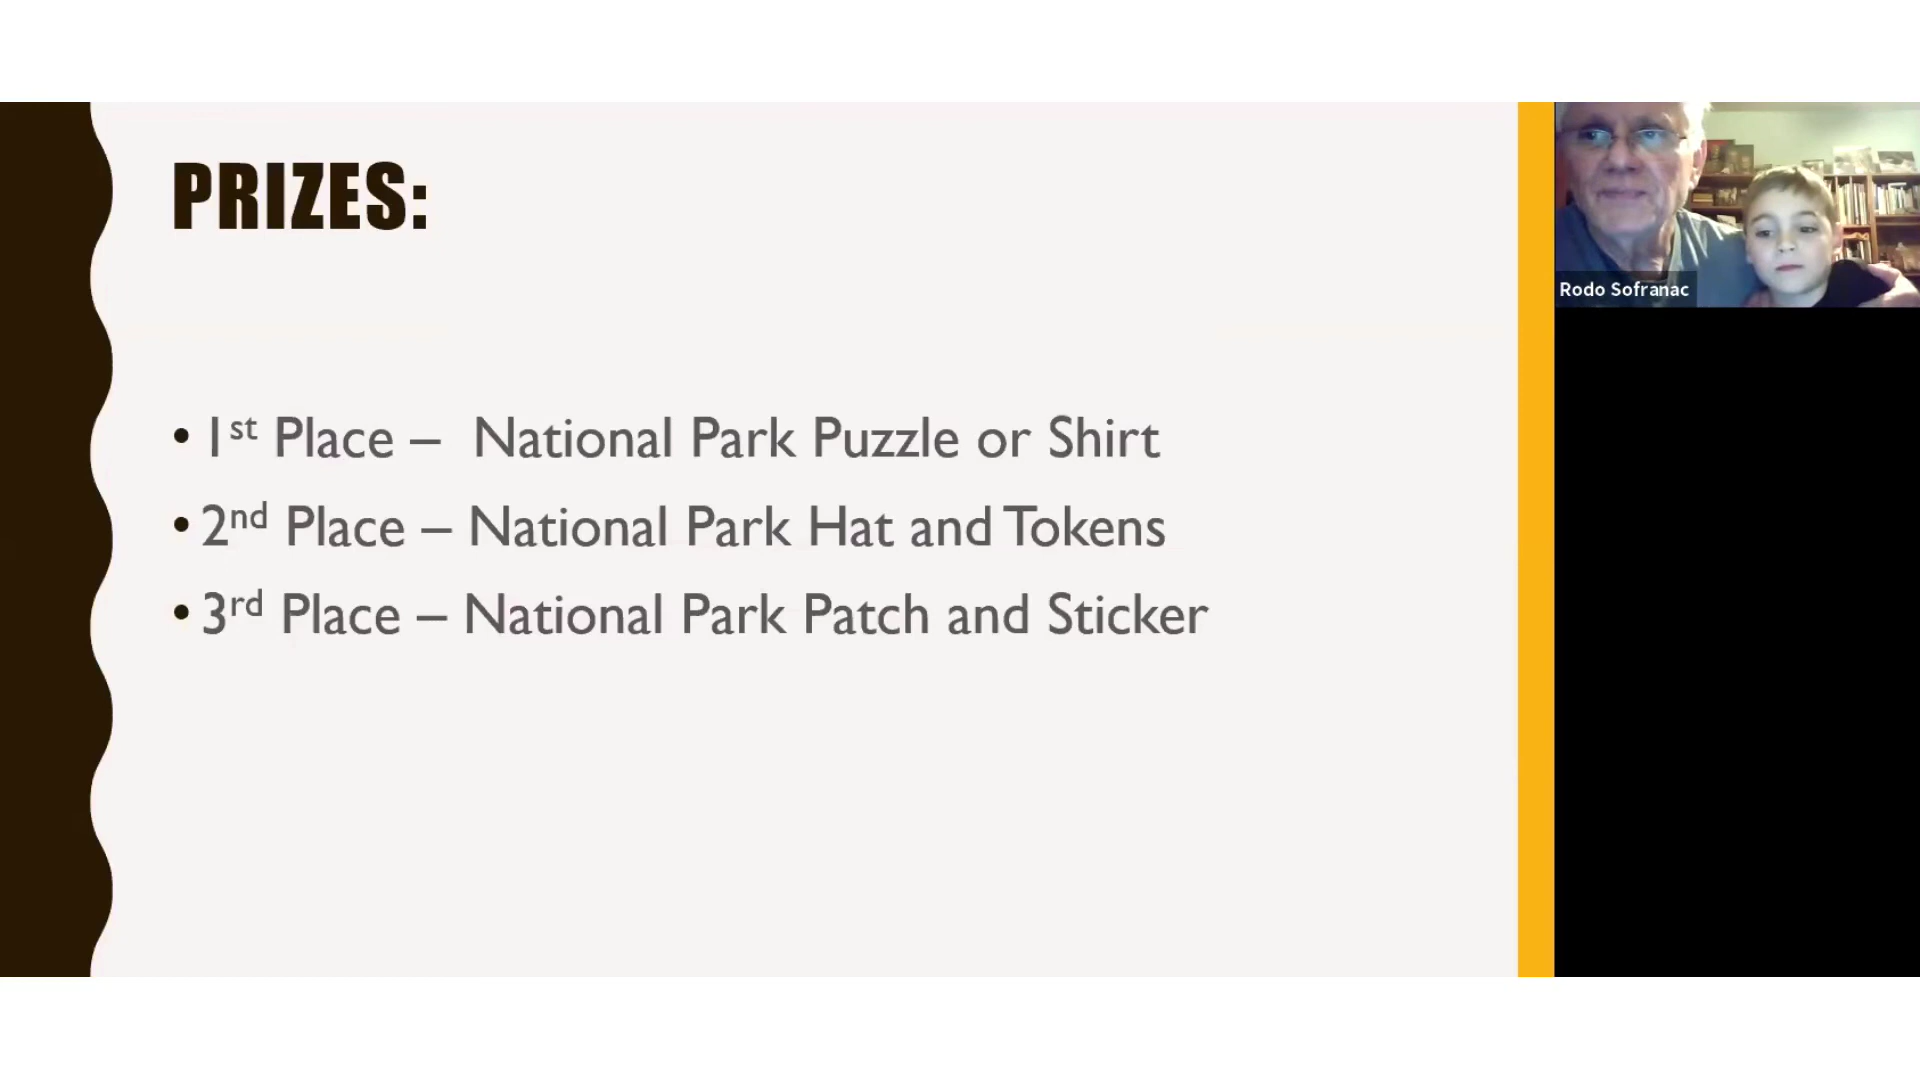 PRIZES:
• 1st Place – National Park Puzzle or Shirt
• 2nd Place – National Park Hat and Tokens
• 3rd Place – National Park Patch and Sticker
Rodo Sofranac